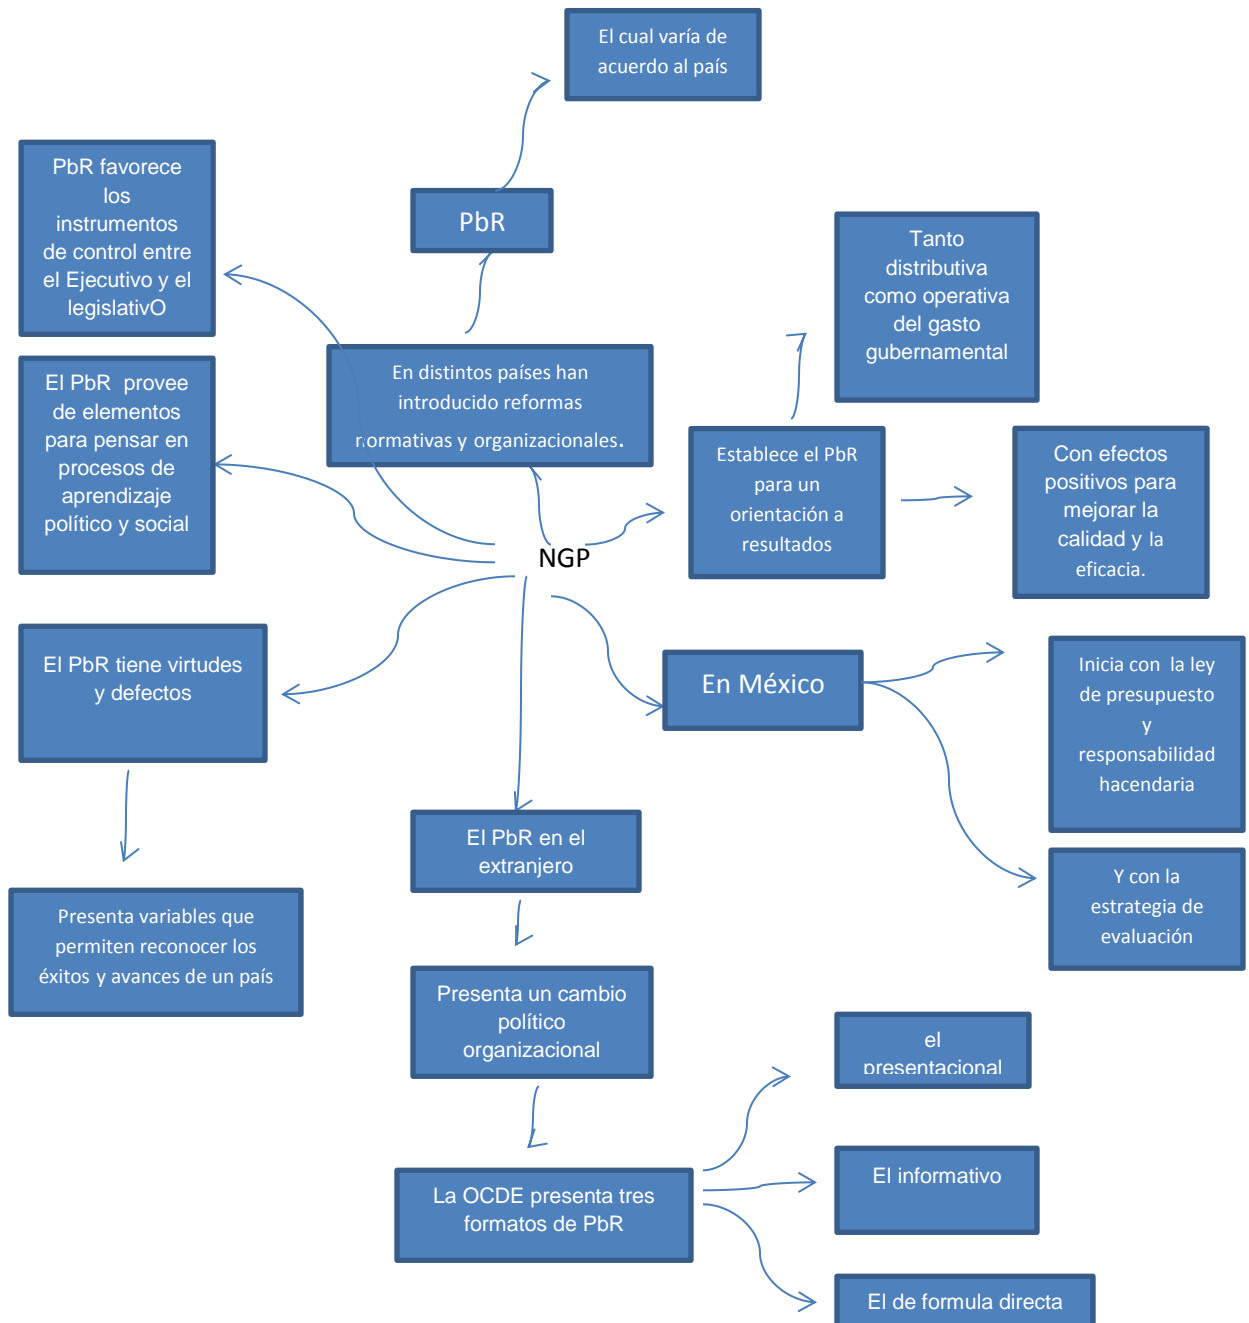 El cual varía de
acuerdo al país
PbR favorece
los
instrumentos
de control entre
el Ejecutivo y el
legislativO
PbR
Tanto
distributiva
como operativa
del gasto
gubernamental
En distintos países han
introducido reformas
normativas y organizacionales.
El PbR provee
de elementos
para pensar en
procesos de
aprendizaje
político y social
Establece el PbR
para un
orientación a
resultados
Con efectos
positivos para
mejorar la
calidad y la
eficacia.
NGP
El PbR tiene virtudes
y defectos
En México
Inicia con la ley
de presupuesto
y
responsabilidad
hacendaria
El PbR en el
extranjero
Y con la
estrategia de
evaluación
Presenta variables que
permiten reconocer los
éxitos y avances de un país
Presenta un cambio
político
organizacional
el
presentacional
La OCDE presenta tres
formatos de PbR
El informativo
El de formula directa